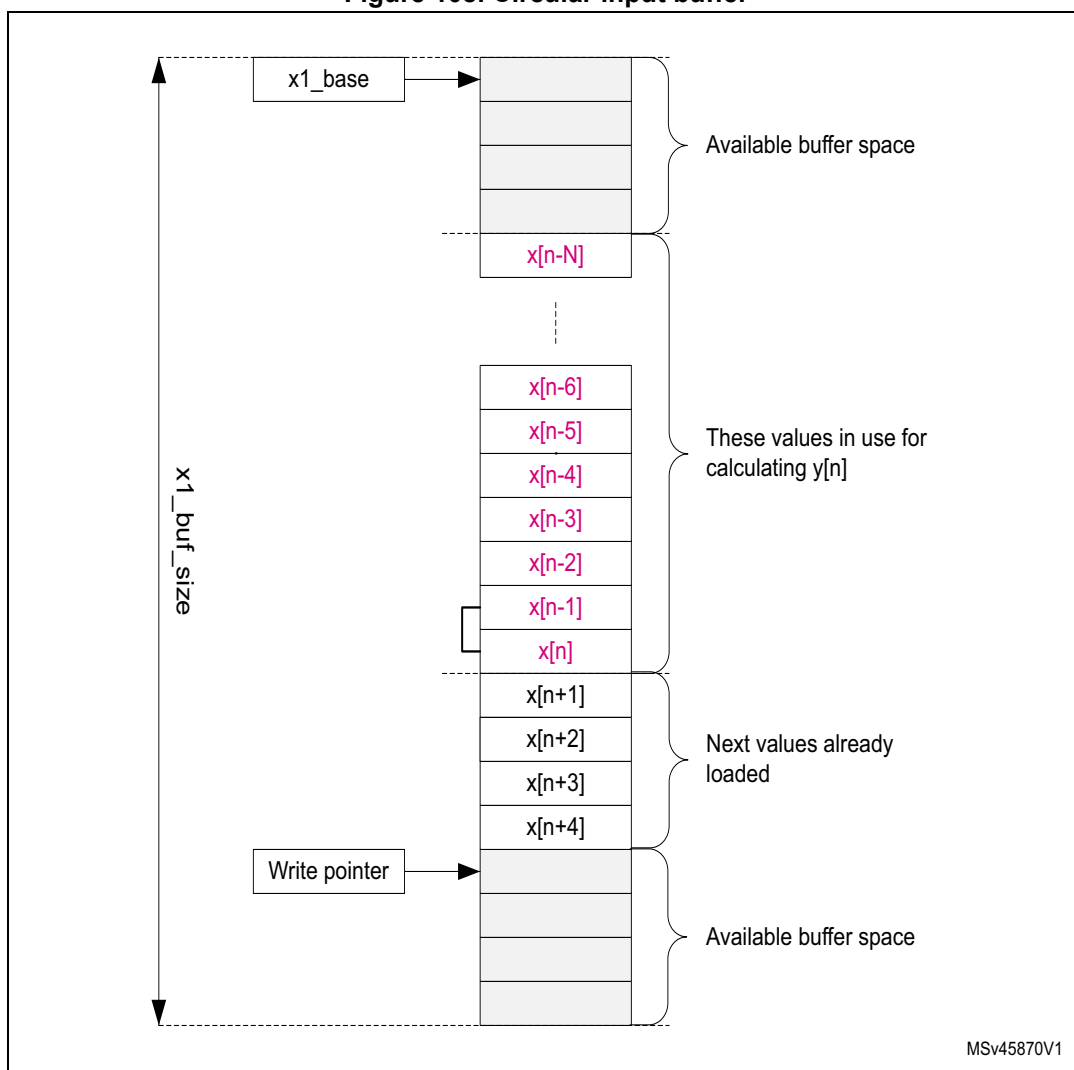 x1_base
Available buffer space
x[n-N]
x[n-6]
x[n-5]
These values in use for
calculating y[n]
x[n-4]
x[n-3]
x1_buf_size
x[n-2]
x[n-1]
x[n]
x[n+1]
x[n+2]
Next values already
loaded
x[n+3]
x[n+4]
Write pointer
Available buffer space
MSv45870V1